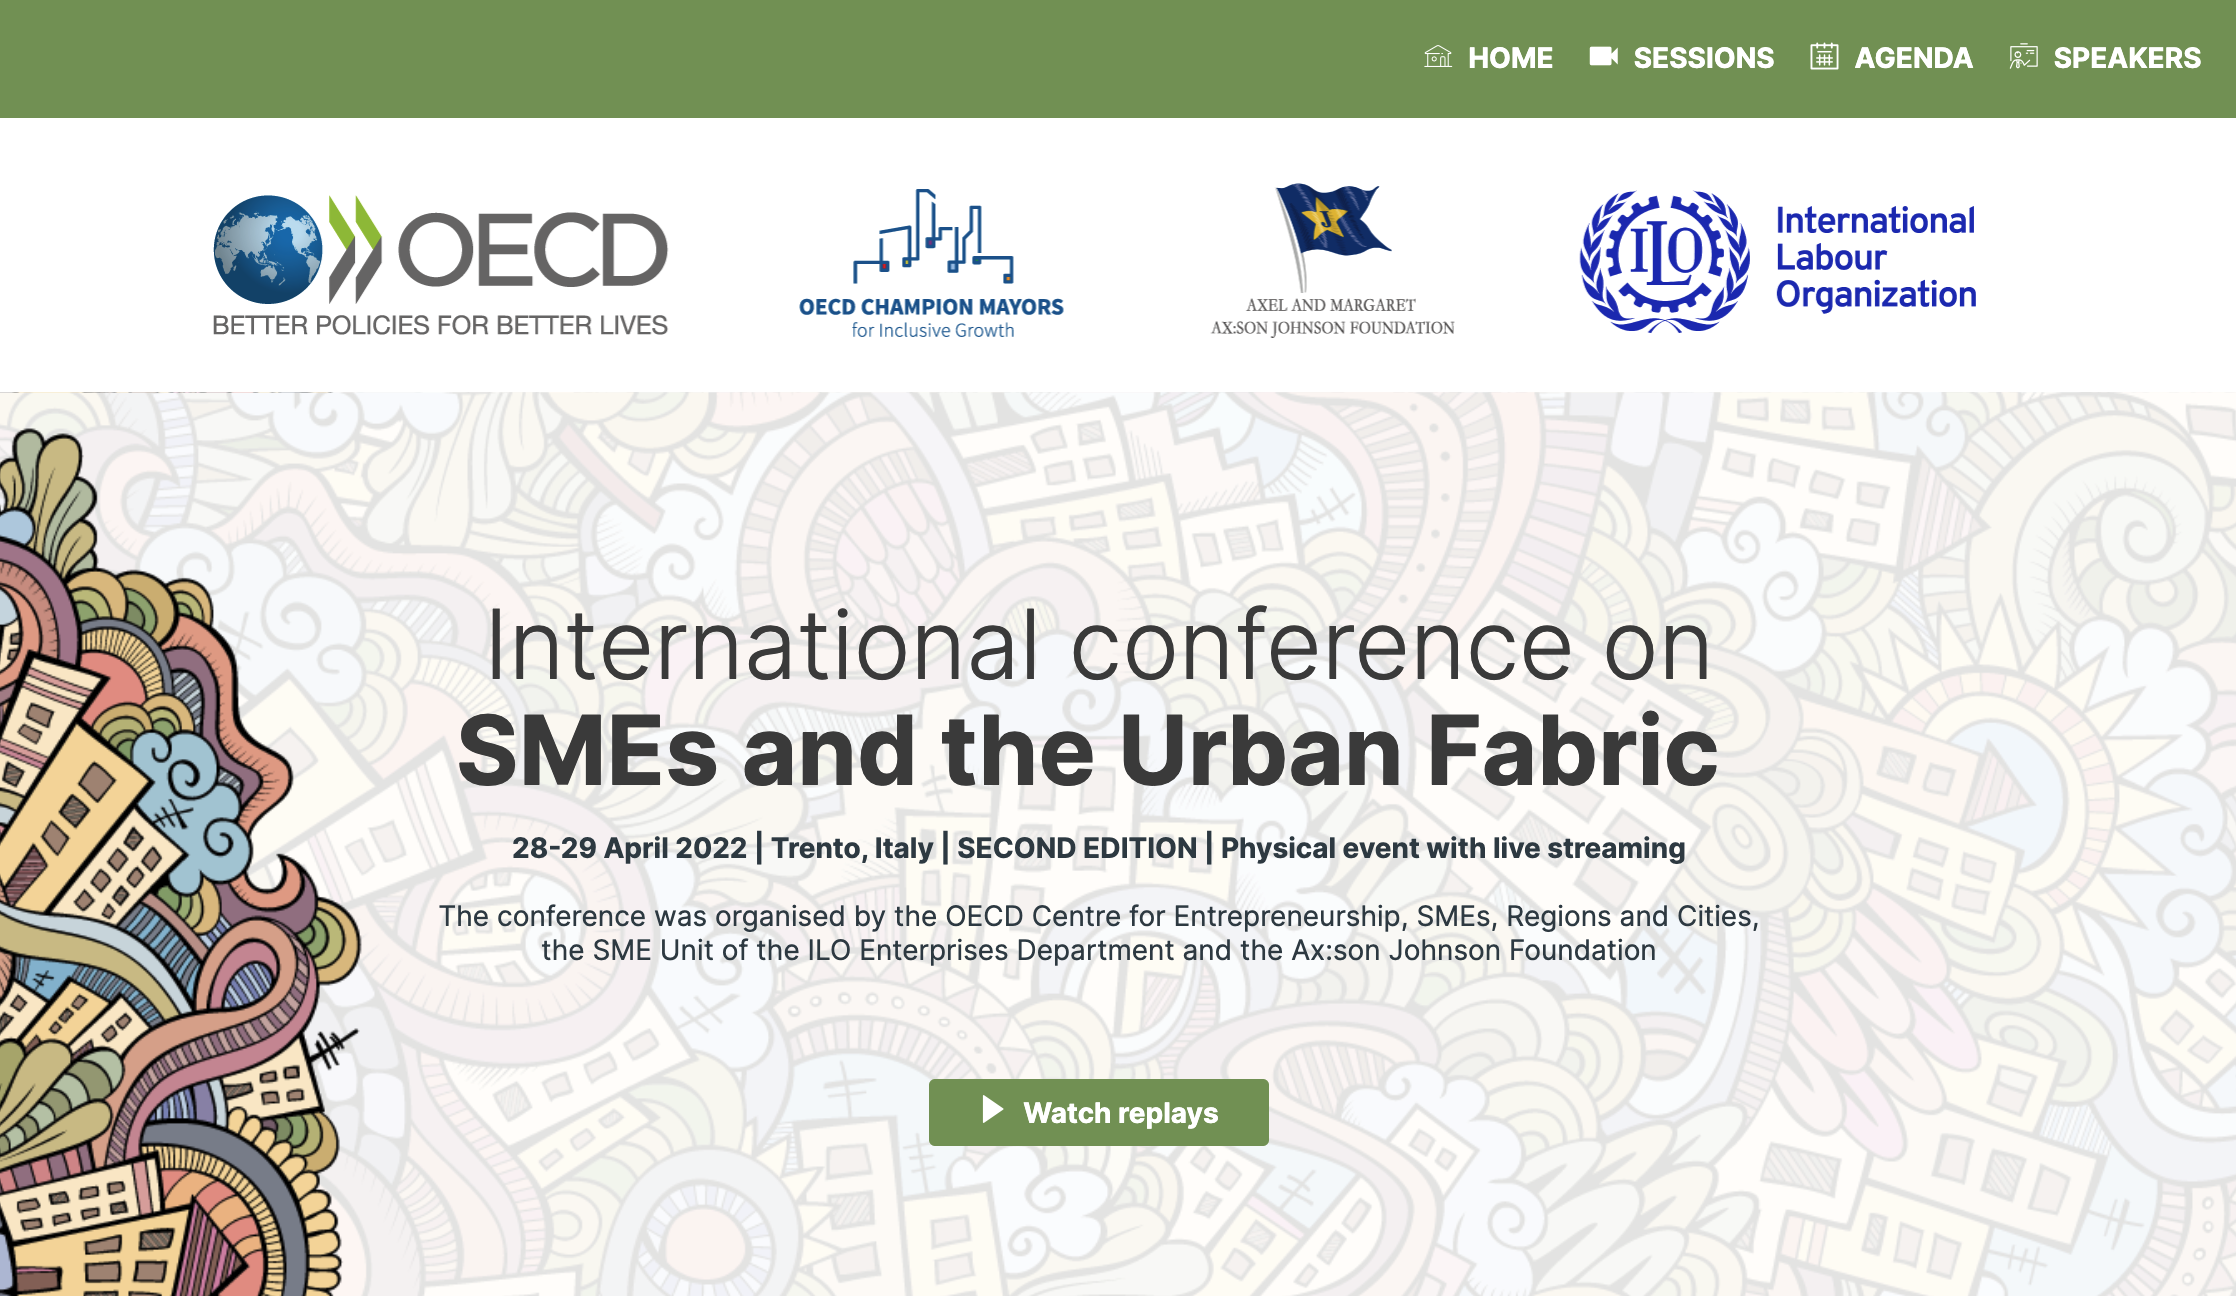 HOME SESSIONS AGENDA SPEAKERS
OECD
BETTER POLICIES FOR BETTER LIVES
OECD CHAMPION MAYORS
for Inclusive Growth
J
AXEL AND MARGARET
AX:SON JOHNSON FOUNDATION
ILO
International
Labour
Organization
International conference on
SMEs and the Urban Fabric
28-29 April 2022 | Trento, Italy | SECOND EDITION | Physical event with live streaming
The conference was organised by the OECD Centre for Entrepreneurship, SMEs, Regions and Cities,
the SME Unit of the ILO Enterprises Department and the Ax:son Johnson Foundation
Watch replays